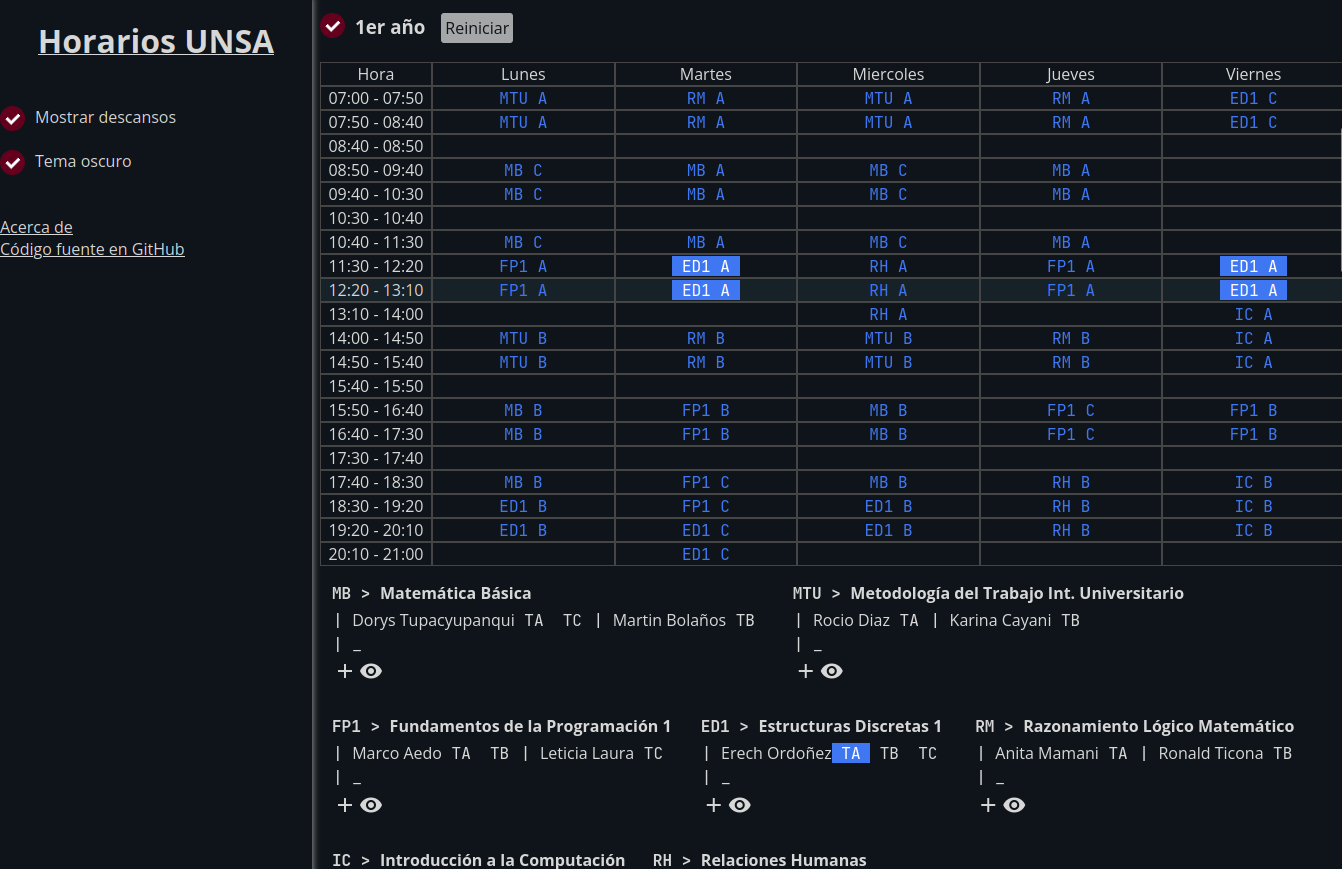 Horarios UNSA
Mostrar descansos
Tema oscuro
Acerca de
Código fuente en GitHub
1er año Reiniciar
Hora Lunes Martes Miercoles Jueves Viernes
07:00 - 07:50 MTU A RM A MTU A RM A ED1 C
07:50 - 08:40 MTU A RM A MTU A RM A ED1 C
08:40 - 08:50
08:50 - 09:40 MB C MB A MB C MB A
09:40 - 10:30 MB C MB A MB C MB A
10:30 - 10:40
10:40 - 11:30 MB C MB A MB C MB A
11:30 - 12:20 FP1 A ED1 A RH A FP1 A ED1 A
12:20 - 13:10 FP1 A ED1 A RH A FP1 A ED1 A
13:10 - 14:00 RH A IC A
14:00 - 14:50 MTU B RM B MTU B RM B IC A
14:50 - 15:40 MTU B RM B MTU B RM B IC A
15:40 - 15:50
15:50 - 16:40 MB B FP1 B MB B FP1 C FP1 B
16:40 - 17:30 MB B FP1 B MB B FP1 C FP1 B
17:30 - 17:40
17:40 - 18:30 MB B FP1 C MB B RH B IC B
18:30 - 19:20 ED1 B FP1 C ED1 B RH B IC B
19:20 - 20:10 ED1 B ED1 C ED1 B RH B IC B
20:10 - 21:00 ED1 C
MB > Matemática Básica
| Dorys Tupacyupanqui TA TC | Martin Bolaños TB
| _
MTU > Metodología del Trabajo Int. Universitario
| Rocio Diaz TA | Karina Cayani TB
| _
FP1 > Fundamentos de la Programación 1
| Marco Aedo TA TB | Leticia Laura TC
| _
ED1 > Estructuras Discretas 1
| Erech Ordoñez TA TB TC
| _
RM > Razonamiento Lógico Matemático
| Anita Mamani TA | Ronald Ticona TB
| _
IC > Introducción a la Computación
RH > Relaciones Humanas